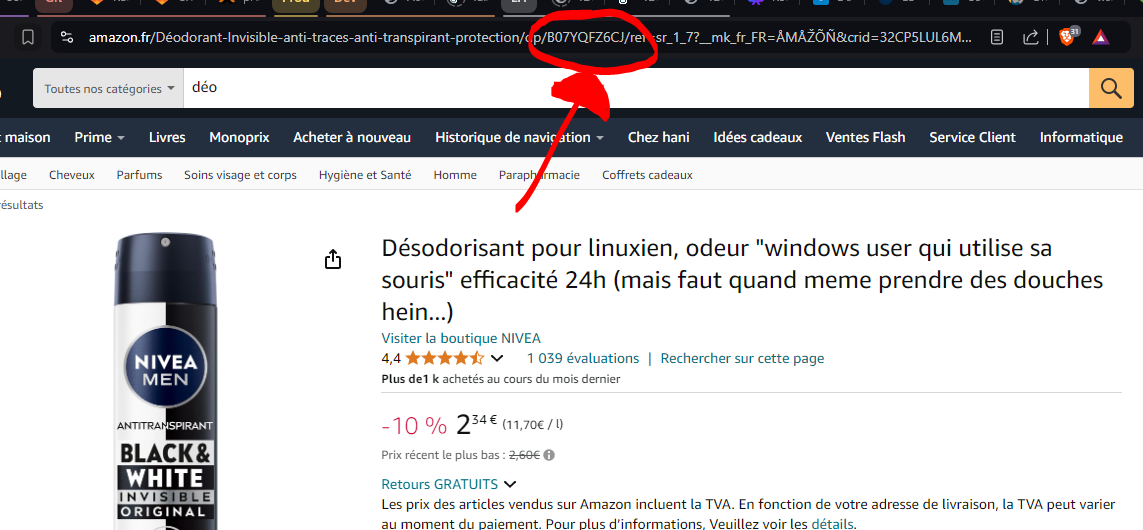 amazon.fr/Déodorant-Invisible-anti-traces-anti-transpirant-protection/dp/B07YQFZ6CJ/ref=sr_1_7?__mk_fr_FR=ÅMÅŽÕÑ&crid=32CP5LUL6M...
31
Toutes nos catégories
déo
maison
Prime
Livres
Monoprix
Acheter à nouveau
Historique de navigation
Chez hani
Idées cadeaux
Ventes Flash
Service Client
Informatique
llage
Cheveux
Parfums
Soins visage et corps
Hygiène et Santé
Homme
Parapharmacie
Coffrets cadeaux
résultats
Désodorisant pour linuxien, odeur "windows user qui utilise sa
souris" efficacité 24h (mais faut quand meme prendre des douches
hein...)
Visiter la boutique NIVEA
4,4
1 039 évaluations | Rechercher sur cette page
Plus de1 k achetés au cours du mois dernier
-10 % 2 34 € (11,70€ / l)
Prix récent le plus bas : 2,60€
Retours GRATUITS
Les prix des articles vendus sur Amazon incluent la TVA. En fonction de votre adresse de livraison, la TVA peut varier
au moment du paiement. Pour plus d'informations, Veuillez voir les détails.
NIVEA
MEN
ANTITRANSPIRANT
BLACK&
WHITE
INVISIBLE
ORIGINAL